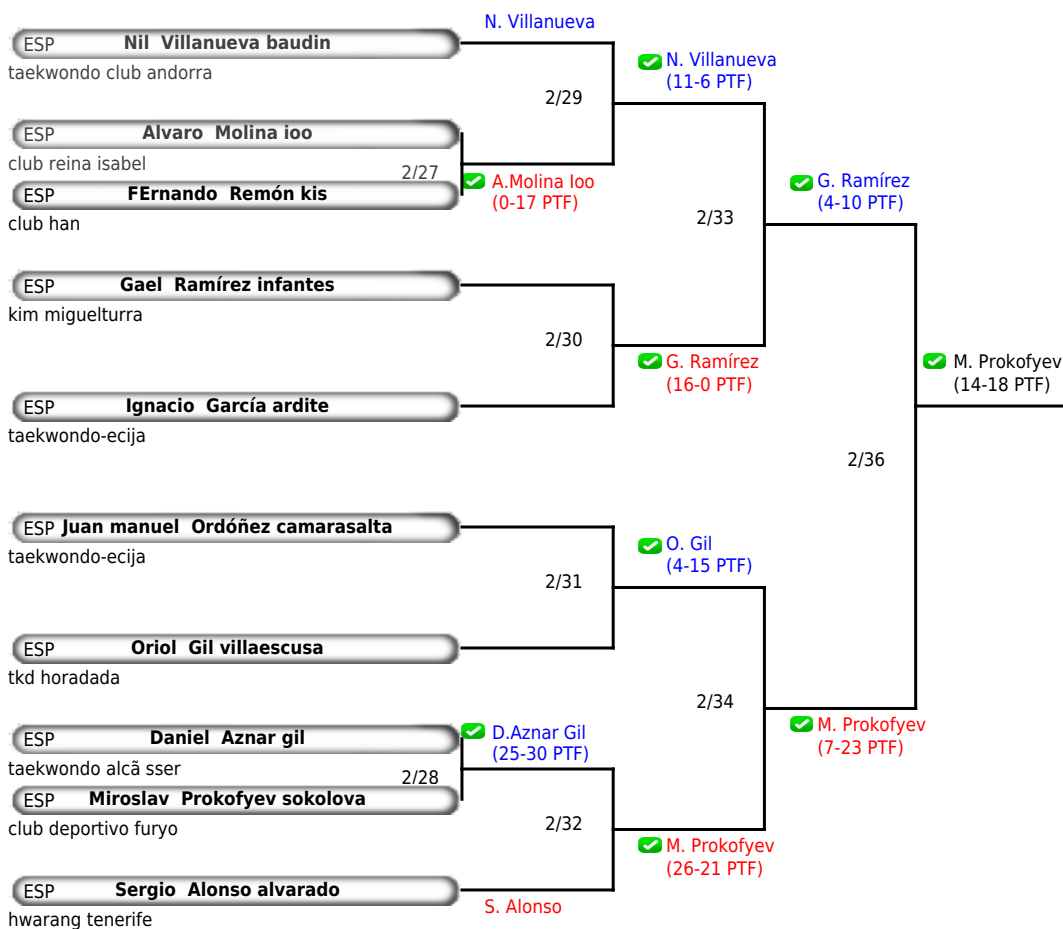 N. Villanueva
ESP Nil Villanueva baudin
taekwondo club andorra
N. Villanueva
(11-6 PTF)
2/29
ESP Alvaro Molina ioo
club reina isabel
2/27
ESP FErnando Remón kis
club han
A.Molina Ioo
(0-17 PTF)
G. Ramírez
(4-10 PTF)
2/33
ESP Gael Ramírez infantes
kim miguelturra
2/30
G. Ramírez
(16-0 PTF)
M. Prokofyev
(14-18 PTF)
ESP Ignacio García ardite
taekwondo-ecija
2/36
ESP Juan manuel Ordóñez camarasalta
taekwondo-ecija
O. Gil
(4-15 PTF)
2/31
ESP Oriol Gil villaescusa
tkd horadada
2/34
ESP Daniel Aznar gil
taekwondo alcã sser
D.Aznar Gil
(25-30 PTF)
M. Prokofyev
(7-23 PTF)
2/28
ESP Miroslav Prokofyev sokolova
club deportivo furyo
2/32
M. Prokofyev
(26-21 PTF)
ESP Sergio Alonso alvarado
hwarang tenerife
S. Alonso